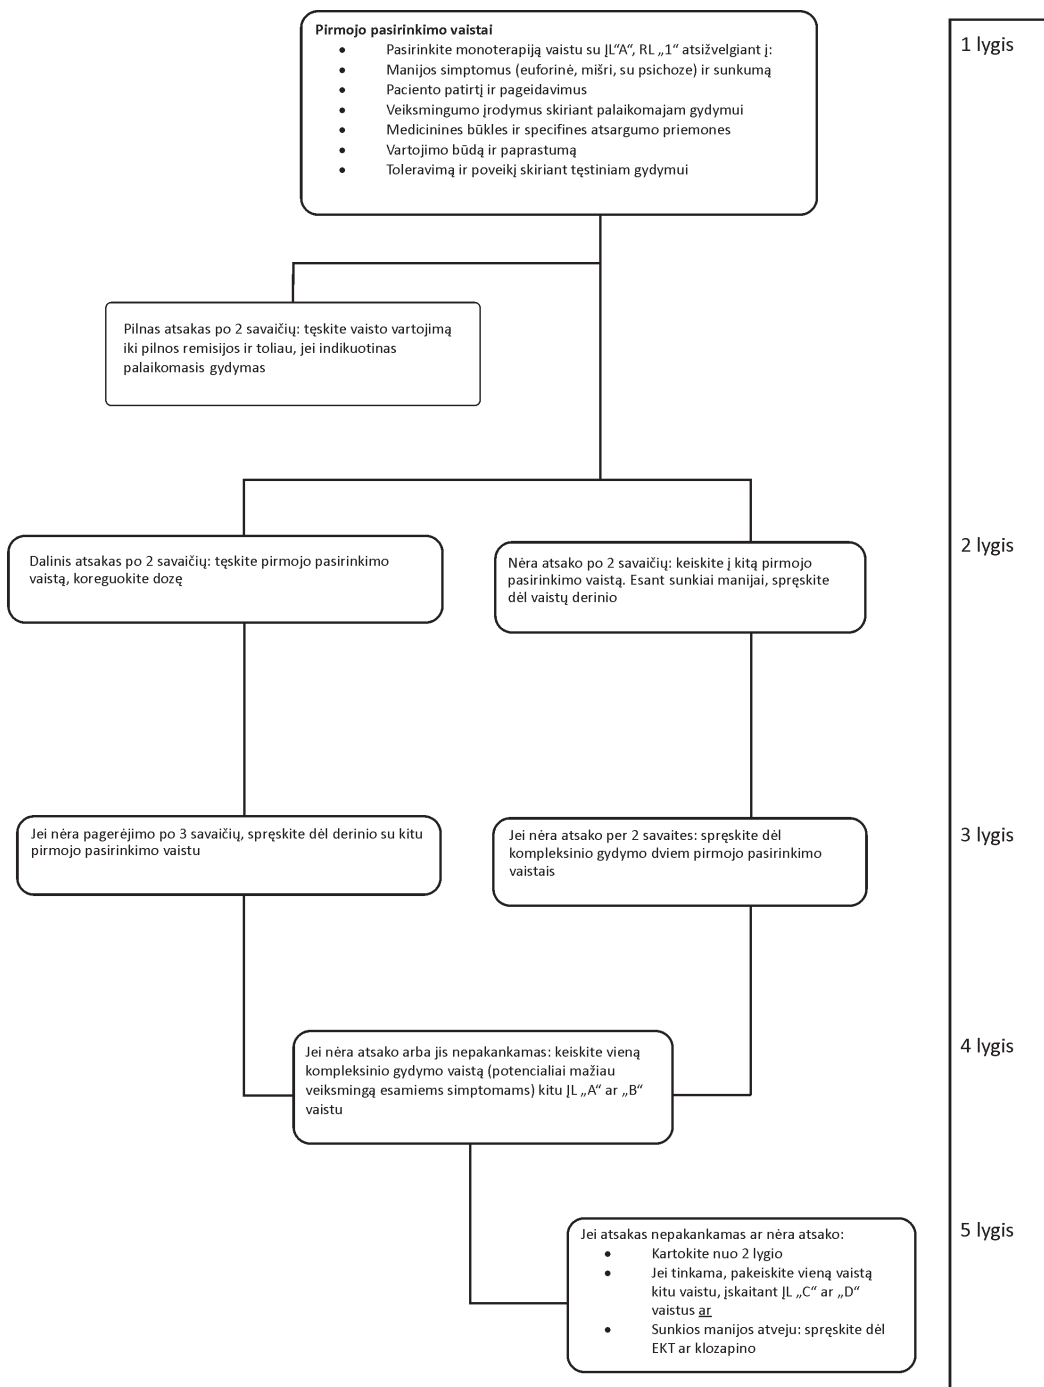 Pirmojo pasirinkimo vaistai
• Pasirinkite monoterapiją vaistu su ĮL“A“, RL „1“ atsižvelgiant į:
• Manijos simptomus (euforinė, mišri, su psichoze) ir sunkumą
• Paciento patirtį ir pageidavimus
• Veiksmingumo įrodymus skiriant palaikomajam gydymui
• Medicinines būkles ir specifines atsargumo priemones
• Vartojimo būdą ir paprastumą
• Toleravimą ir poveikį skiriant tęstiniam gydymui
1 lygis
Pilnas atsakas po 2 savaičių: tęskite vaisto vartojimą
iki pilnos remisijos ir toliau, jei indikuotinas
palaikomasis gydymas
Dalinis atsakas po 2 savaičių: tęskite pirmojo pasirinkimo
vaistą, koreguokite dozę
Nėra atsako po 2 savaičių: keiskite į kitą pirmojo
pasirinkimo vaistą. Esant sunkiai manijai, spręskite
dėl vaistų derinio
2 lygis
Jei nėra pagerėjimo po 3 savaičių, spręskite dėl derinio su kitu
pirmojo pasirinkimo vaistu
Jei nėra atsako per 2 savaites: spręskite dėl
kompleksinio gydymo dviem pirmojo pasirinkimo
vaistais
3 lygis
Jei nėra atsako arba jis nepakankamas: keiskite vieną
kompleksinio gydymo vaistą (potencialiai mažiau
veiksmingą esamiems simptomams) kitu ĮL „A“ ar „B“
vaistu
4 lygis
Jei atsakas nepakankamas ar nėra atsako:
• Kartokite nuo 2 lygio
• Jei tinkama, pakeiskite vieną vaistą
kitu vaistu, įskaitant ĮL „C“ ar „D“
vaistus ar
• Sunkios manijos atveju: spręskite dėl
EKT ar klozapino
5 lygis